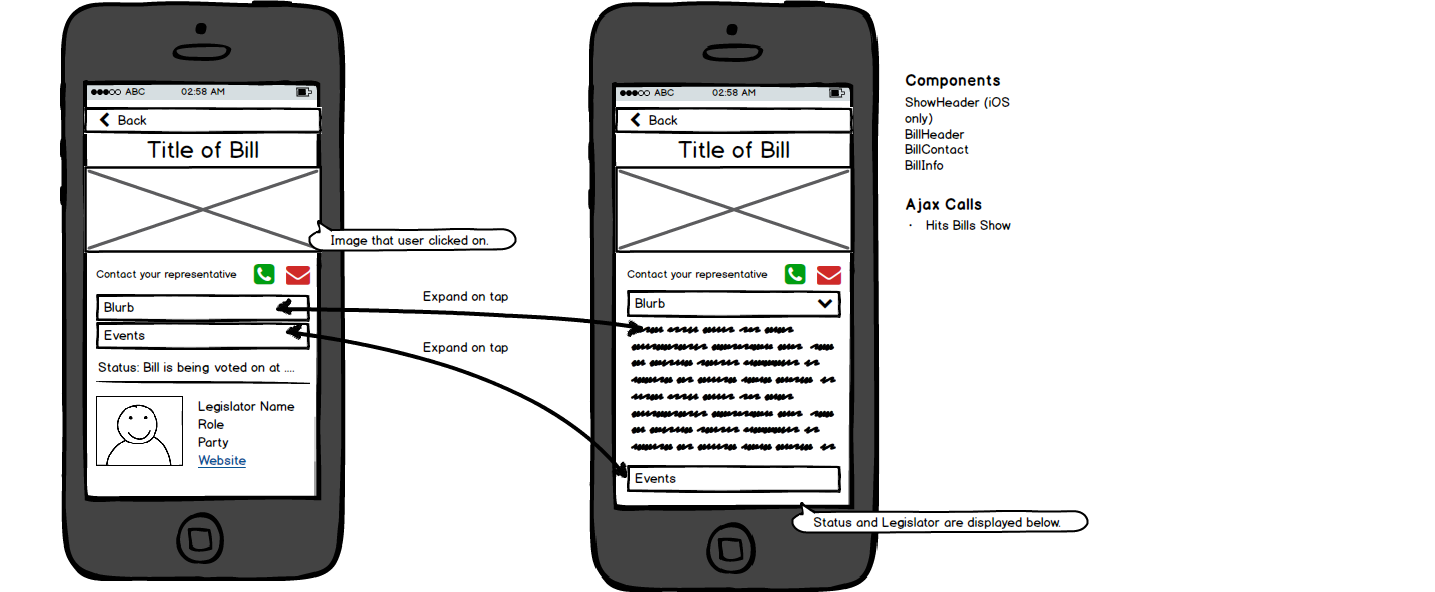 ABC 02:58 AM
Back
Title of Bill
Image that user clicked on.
Contact your representative
Blurb
Events
Status: Bill is being voted on at ....
Legislator Name
Role
Party
Website
Expand on tap
Expand on tap
ABC 02:58 AM
Back
Title of Bill
Contact your representative
Blurb
Events
Status and Legislator are displayed below.
Components
ShowHeader (iOS
only)
BillHeader
BillContact
BillInfo
Ajax Calls
· Hits Bills Show